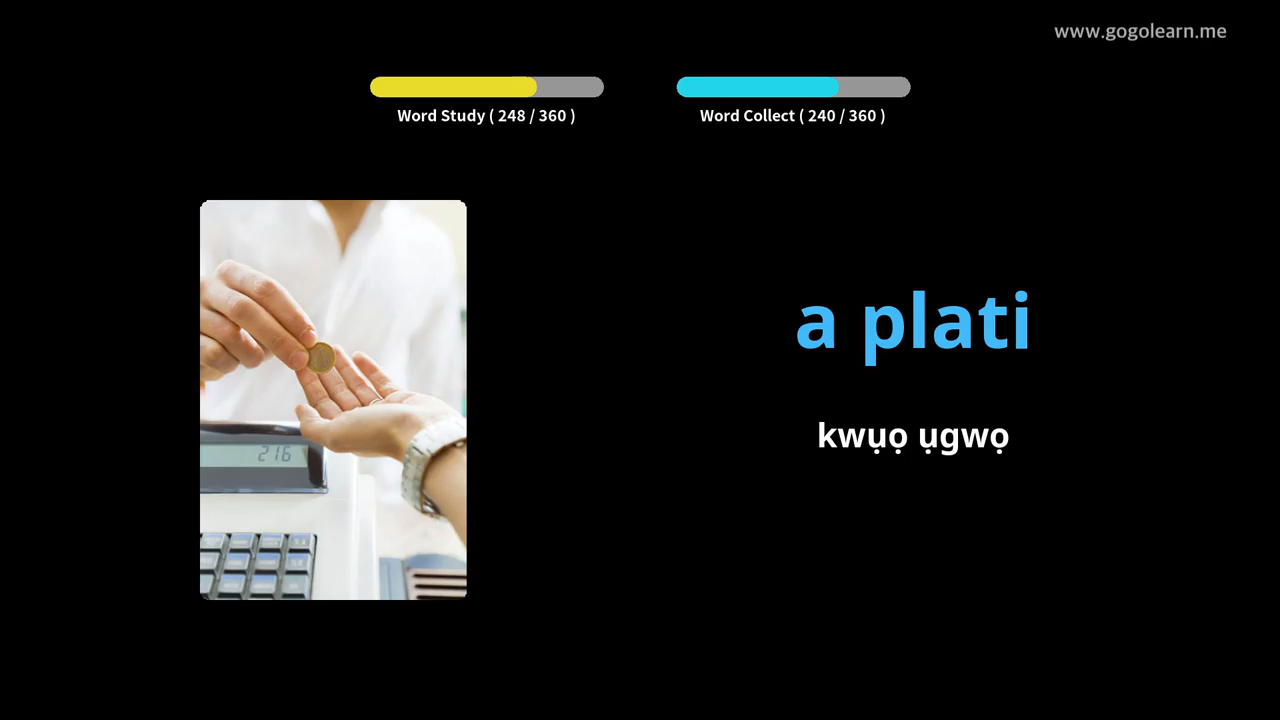 www.gogolearn.me
Word Study ( 248 / 360 )
Word Collect ( 240 / 360 )
216
a plati
kwụọ ụgwọ